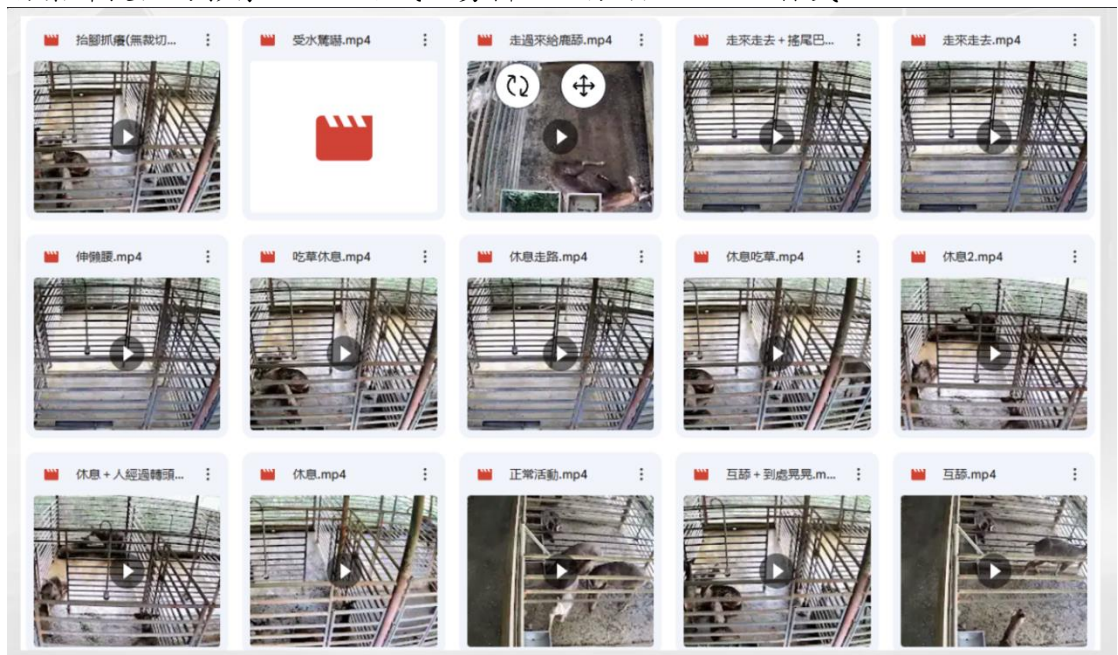 抬腳抓癢(無裁切...
受水驚嚇.mp4
走過來給鹿舔.mp4
走來走去+搖尾巴...
走來走去.mp4
伸懶腰.mp4
吃草休息.mp4
休息走路.mp4
休息吃草.mp4
休息2.mp4
休息+人經過轉頭...
休息.mp4
正常活動.mp4
互舔+到處晃晃.m...
互舔.mp4